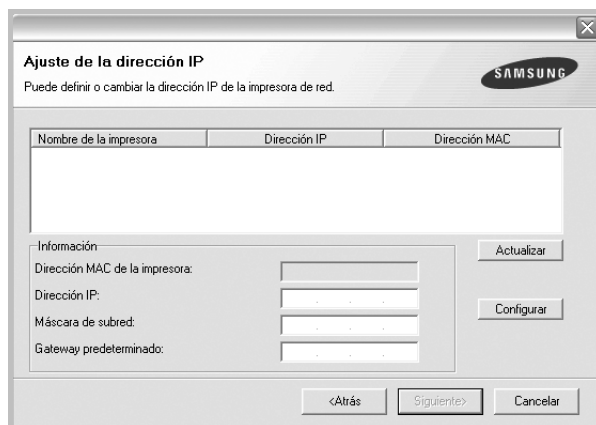 Ajuste de la dirección IP
Puede definir o cambiar la dirección IP de la impresora de red.
SAMSUNG
Nombre de la impresora Dirección IP Dirección MAC
Información
Actualizar
Dirección MAC de la impresora:
Dirección IP:
Configurar
Máscara de subred:
Gateway predeterminado:
<Atrás Siguiente> Cancelar